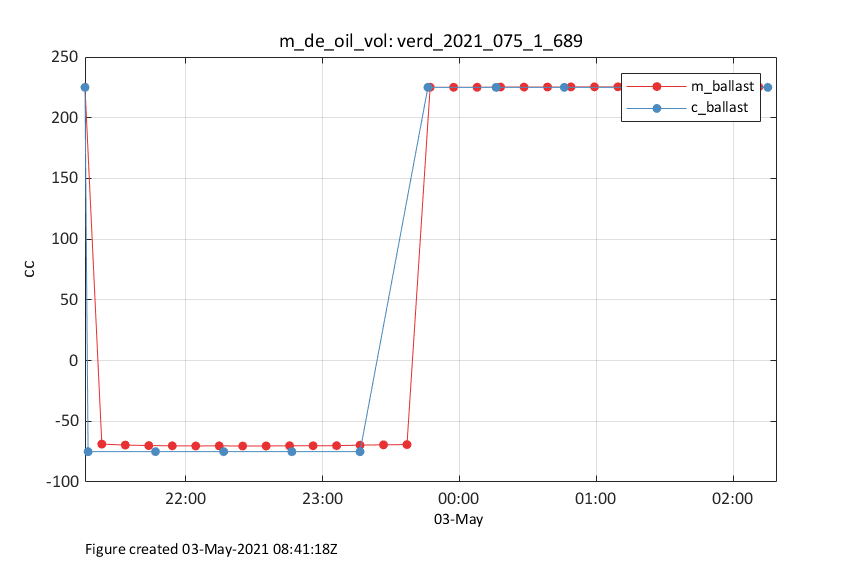 m_de_oil_vol: verd_2021_075_1_689
250
200
150
100
50
0
-50
-100
cc
m_ballast
c_ballast
22:00 23:00 00:00 01:00 02:00
03-May
Figure created 03-May-2021 08:41:18Z